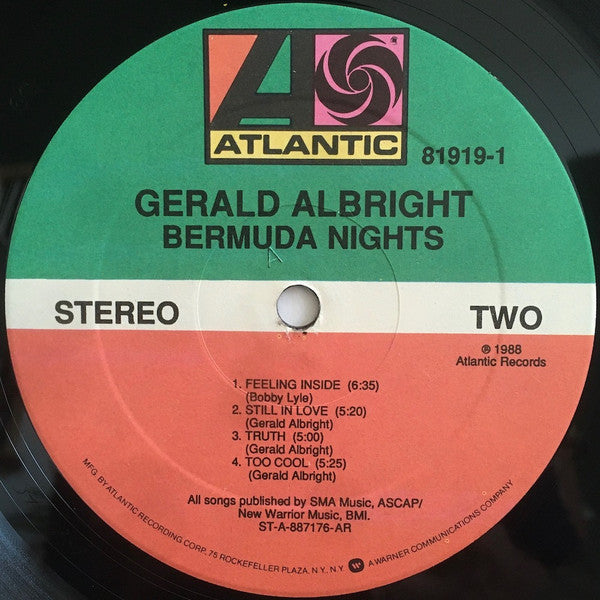 ATLANTIC
81919-1
GERALD ALBRIGHT
BERMUDA NIGHTS
A
STEREO
TWO
℗ 1988
Atlantic Records
1. FEELING INSIDE (6:35)
(Bobby Lyle)
2. STILL IN LOVE (5:20)
(Gerald Albright)
3. TRUTH (5:00)
(Gerald Albright)
4. TOO COOL (5:25)
(Gerald Albright)
All songs published by SMA Music, ASCAP/
New Warrior Music, BMI.
ST-A-887176-AR
MFG. BY ATLANTIC RECORDING CORP. 75 ROCKEFELLER PLAZA, N.Y., N.Y. A WARNER COMMUNICATIONS COMPANY